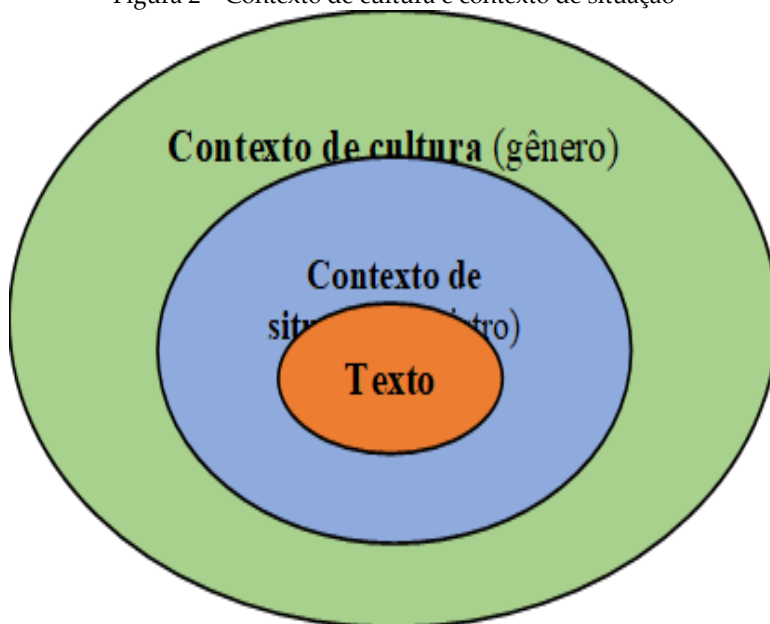 Figura 2 – Contexto de cultura e contexto de situação
Contexto de cultura (gênero)
Contexto de
Texto